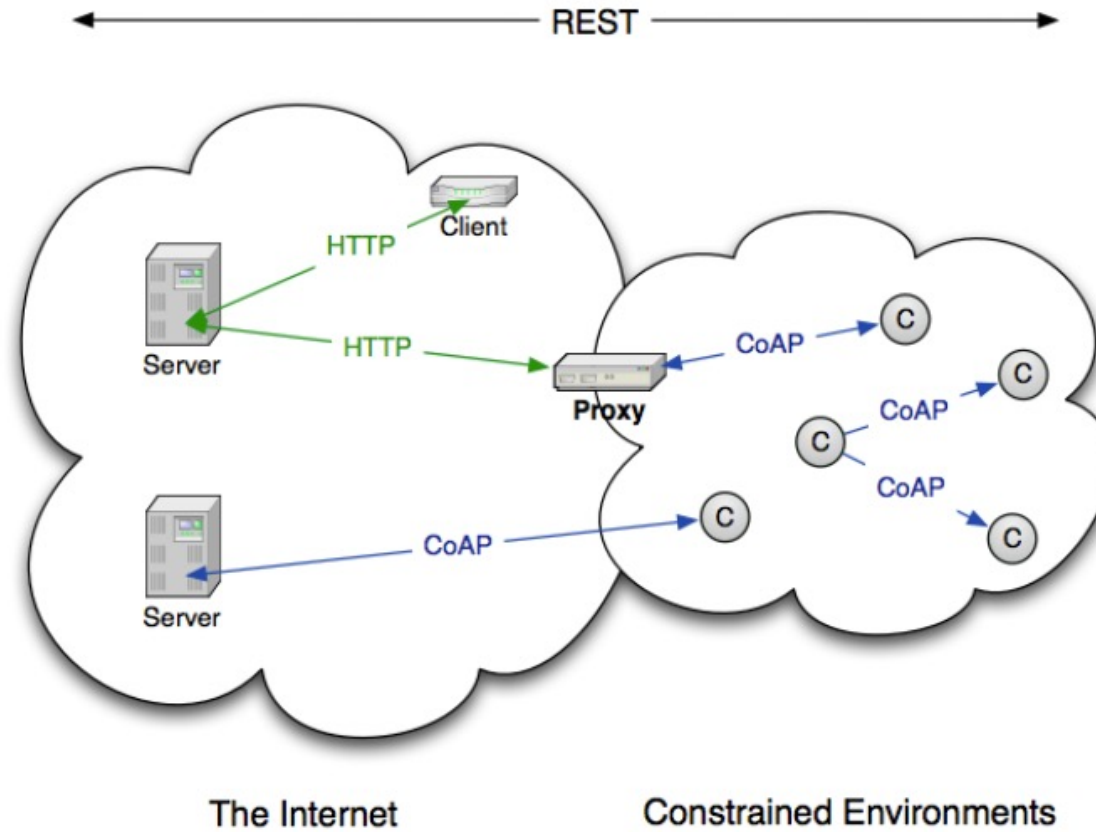 REST
Client
HTTP
Server
HTTP
Proxy
CoAP
C
C
CoAP
C
CoAP
C
C
CoAP
Server
The Internet
Constrained Environments